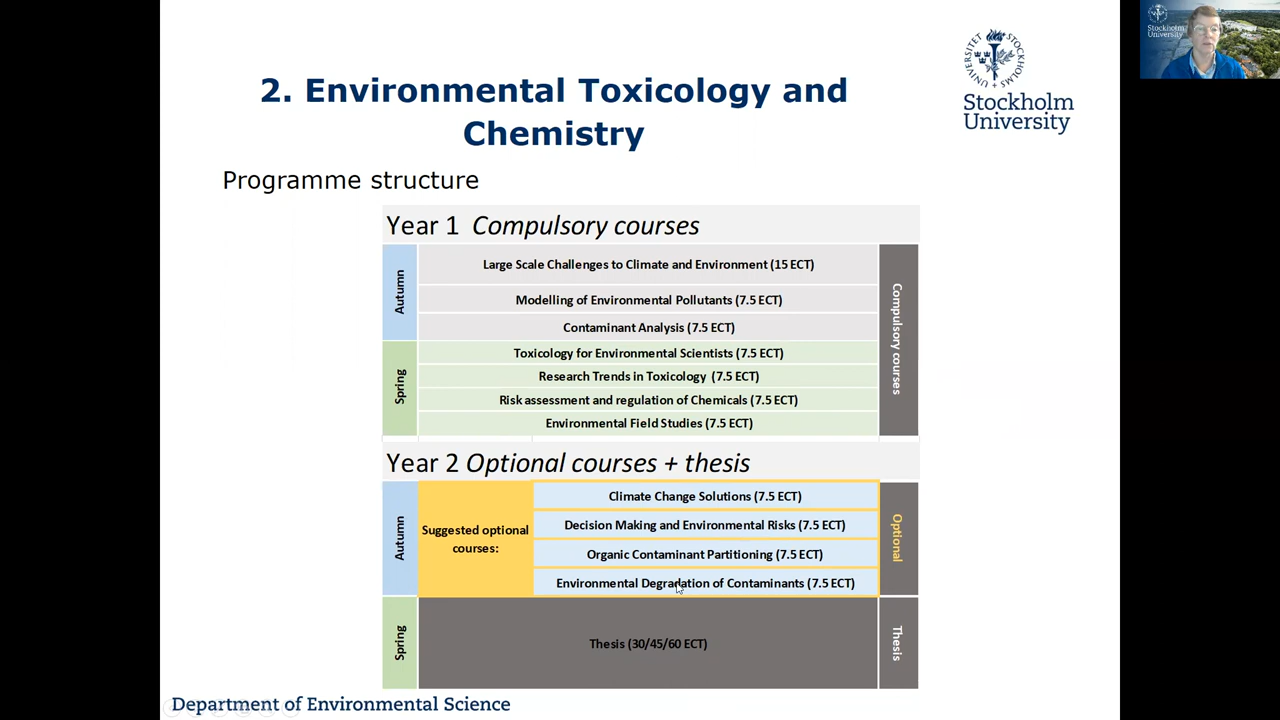 2. Environmental Toxicology and
Chemistry
UNIVERSITET STOCKHOLMS
Stockholm
University
Stockholm
University
Programme structure
Year 1 Compulsory courses
Autumn
Large Scale Challenges to Climate and Environment (15 ECT)
Modelling of Environmental Pollutants (7.5 ECT)
Contaminant Analysis (7.5 ECT)
Spring
Toxicology for Environmental Scientists (7.5 ECT)
Research Trends in Toxicology (7.5 ECT)
Risk assessment and regulation of Chemicals (7.5 ECT)
Environmental Field Studies (7.5 ECT)
Compulsory courses
Year 2 Optional courses + thesis
Autumn
Suggested optional
courses:
Climate Change Solutions (7.5 ECT)
Decision Making and Environmental Risks (7.5 ECT)
Organic Contaminant Partitioning (7.5 ECT)
Environmental Degradation of Contaminants (7.5 ECT)
Optional
Spring
Thesis (30/45/60 ECT)
Thesis
Department of Environmental Science